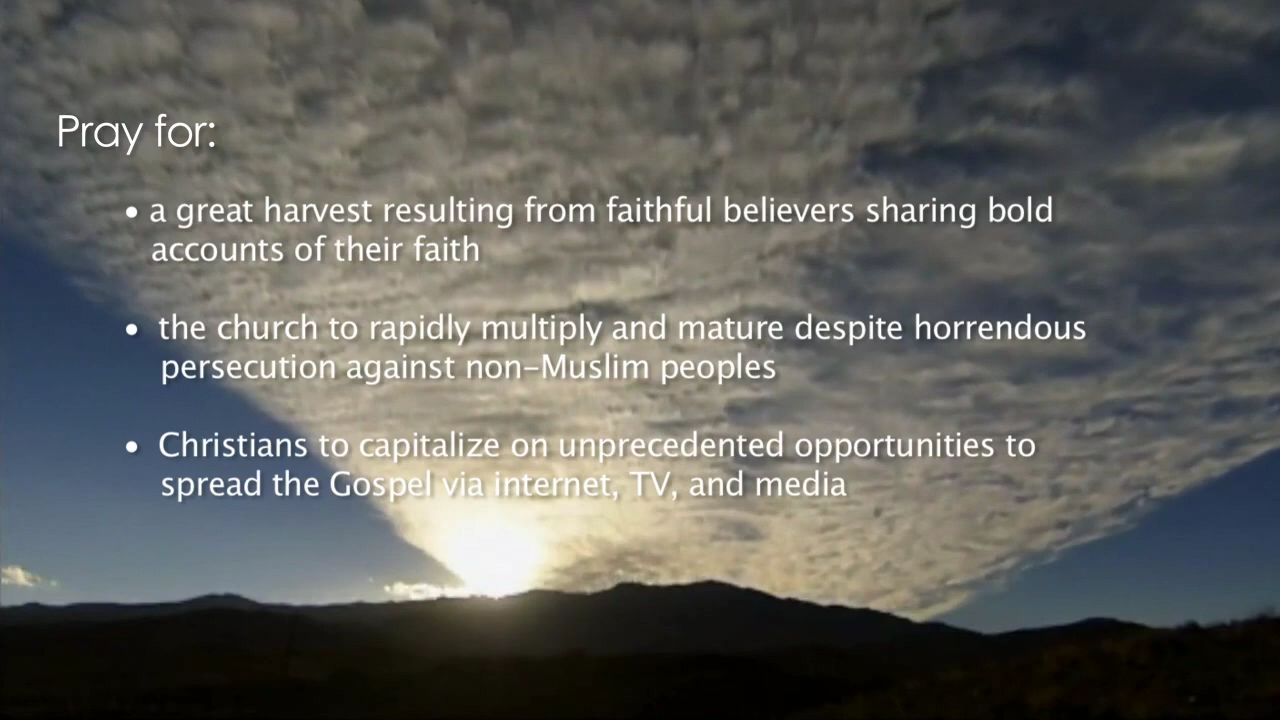 Pray for:
• a great harvest resulting from faithful believers sharing bold
accounts of their faith
• the church to rapidly multiply and mature despite horrendous
persecution against non-Muslim peoples
• Christians to capitalize on unprecedented opportunities to
spread the Gospel via internet, TV, and media